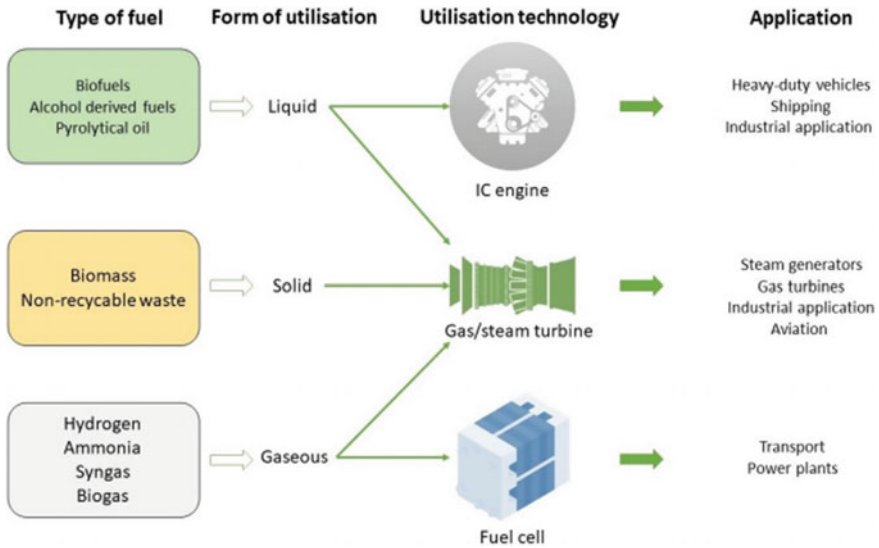 Type of fuel
Form of utilisation
Utilisation technology
Application
Biofuels
Alcohol derived fuels
Pyrolytical oil
Liquid
IC engine
Heavy-duty vehicles
Shipping
Industrial application
Biomass
Non-recycable waste
Solid
Gas/steam turbine
Steam generators
Gas turbines
Industrial application
Aviation
Hydrogen
Ammonia
Syngas
Biogas
Gaseous
Fuel cell
Transport
Power plants